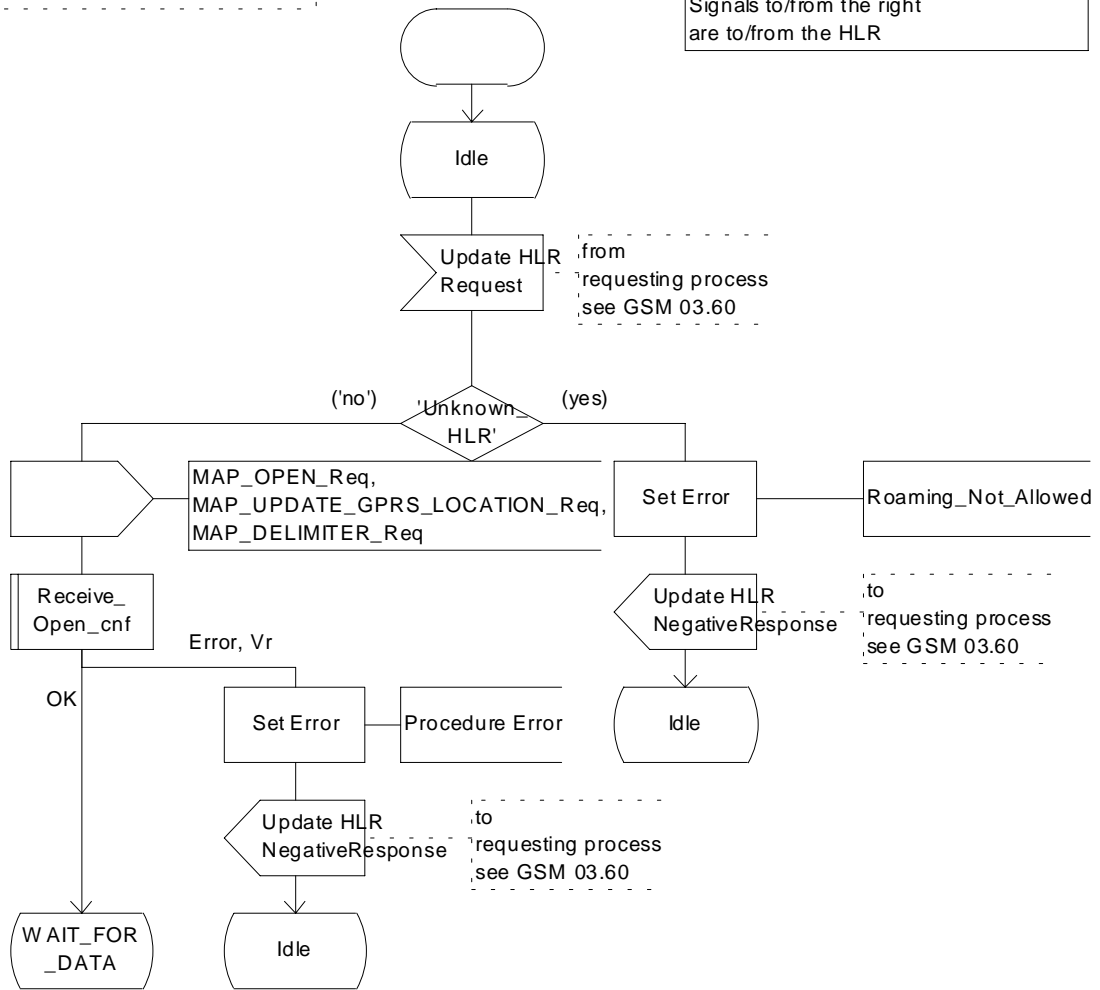 Signals to/from the right
are to/from the HLR
Idle
Update HLR
Request
from
requesting process
see GSM 03.60
('no')
'Unknown_
HLR'
(yes)
MAP_OPEN_Req,
MAP_UPDATE_GPRS_LOCATION_Req,
MAP_DELIMITER_Req
Set Error
Roaming_Not_Allowed
Receive_
Open_cnf
Update HLR
NegativeResponse
to
requesting process
see GSM 03.60
Error, Vr
OK
Set Error
Procedure Error
Idle
Update HLR
NegativeResponse
to
requesting process
see GSM 03.60
WAIT_FOR
_DATA
Idle